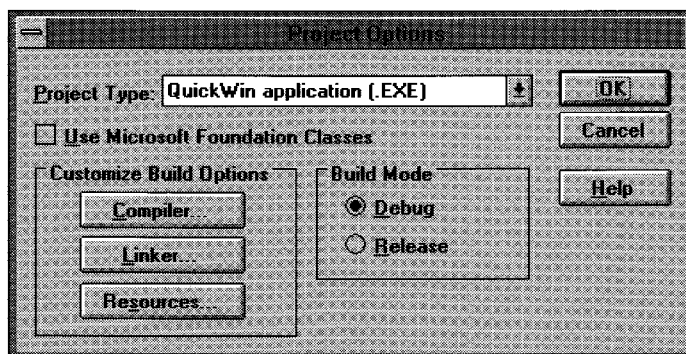 Project Options
Project Type: QuickWin application (.EXE)
OK
Use Microsoft Foundation Classes
Cancel
Customize Build Options
Build Mode
Help
Compiler...
Debug
Linker...
Release
Resources...